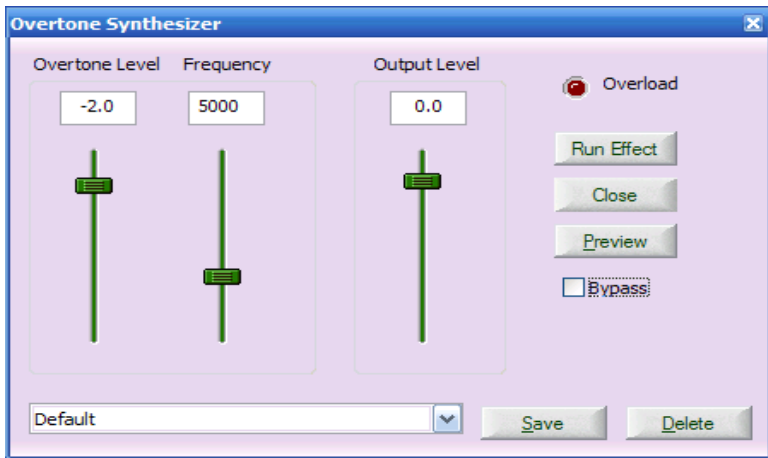 Overtone Synthesizer
Overtone Level Frequency Output Level
Overload
-2.0 5000 0.0
Run Effect
Close
Preview
Bypass
Default
Save Delete